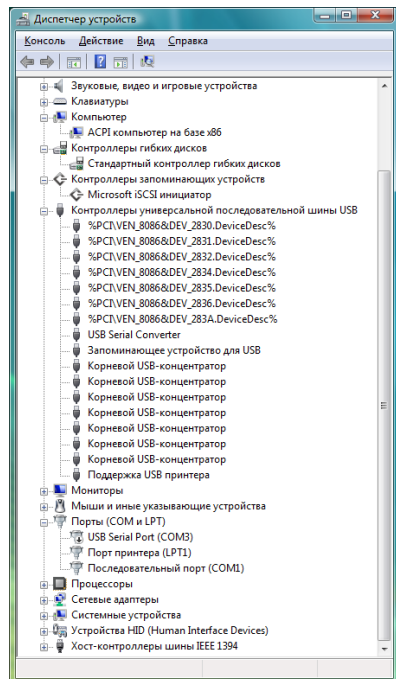 Диспетчер устройств
Консоль Действие Вид Справка
Звуковые, видео и игровые устройства
Клавиатуры
Компьютер
ACPI компьютер на базе x86
Контроллеры гибких дисков
Стандартный контроллер гибких дисков
Контроллеры запоминающих устройств
Microsoft iSCSI инициатор
Контроллеры универсальной последовательной шины USB
%PCI\VEN_8086&DEV_2830.DeviceDesc%
%PCI\VEN_8086&DEV_2831.DeviceDesc%
%PCI\VEN_8086&DEV_2832.DeviceDesc%
%PCI\VEN_8086&DEV_2834.DeviceDesc%
%PCI\VEN_8086&DEV_2835.DeviceDesc%
%PCI\VEN_8086&DEV_2836.DeviceDesc%
%PCI\VEN_8086&DEV_283A.DeviceDesc%
USB Serial Converter
Запоминающее устройство для USB
Корневой USB-концентратор
Корневой USB-концентратор
Корневой USB-концентратор
Корневой USB-концентратор
Корневой USB-концентратор
Корневой USB-концентратор
Корневой USB-концентратор
Поддержка USB принтера
Мониторы
Мыши и иные указывающие устройства
Порты (COM и LPT)
USB Serial Port (COM3)
Порт принтера (LPT1)
Последовательный порт (COM1)
Процессоры
Сетевые адаптеры
Системные устройства
Устройства HID (Human Interface Devices)
Хост-контроллеры шины IEEE 1394